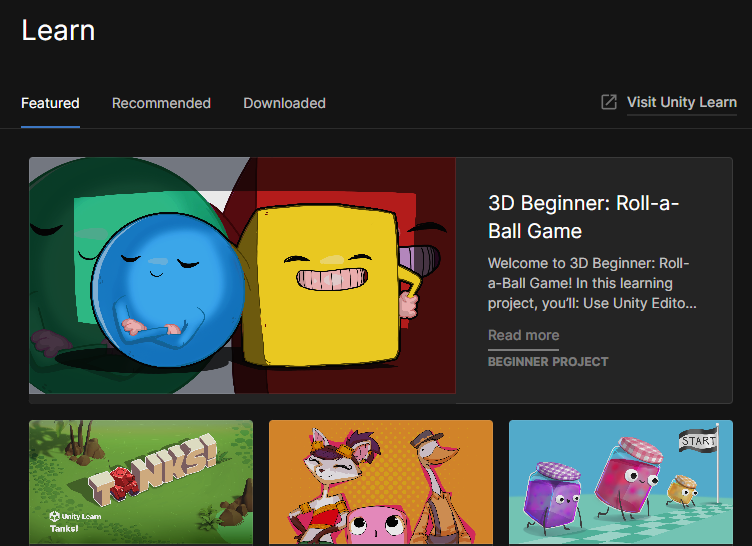 Learn
Featured
Recommended
Downloaded
Visit Unity Learn
3D Beginner: Roll-a-
Ball Game
Welcome to 3D Beginner: Roll-
a-Ball Game! In this learning
project, you'll: Use Unity Edito...
Read more
BEGINNER PROJECT
TANKS!
Unity Learn
Tanks!
START